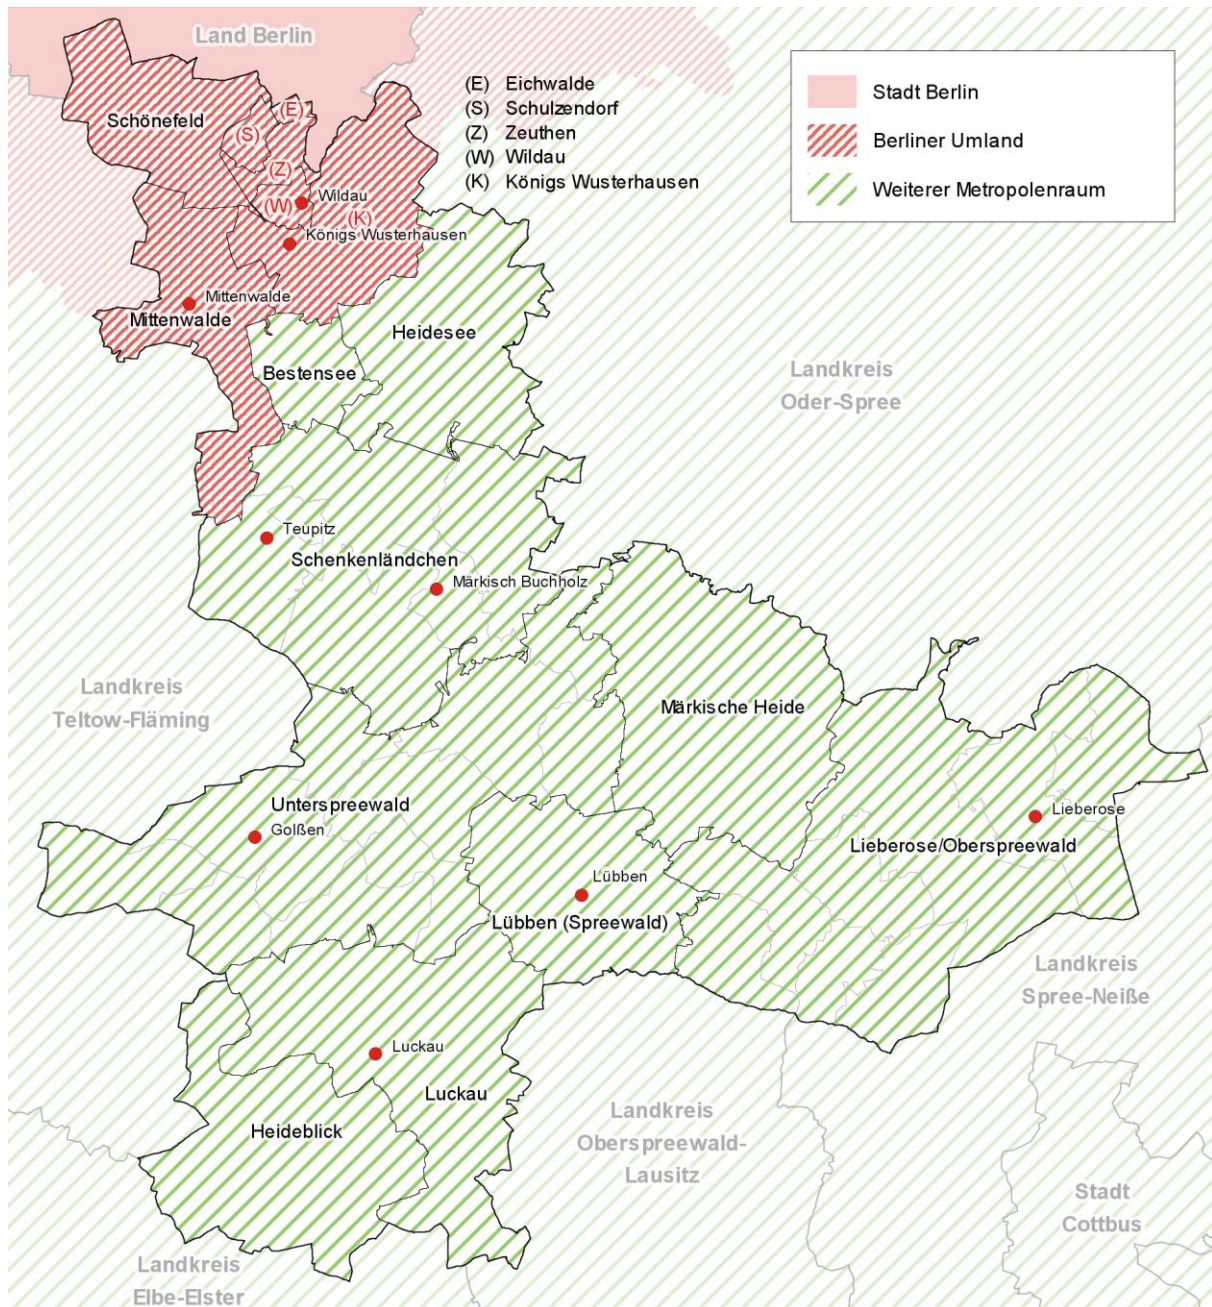 Land Berlin
(E) Eichwalde
(S) Schulzendorf
(Z) Zeuthen
(W) Wildau
(K) Königs Wusterhausen
Stadt Berlin
Berliner Umland
Weiterer Metropolenraum
Schönefeld
(E)
(S)
(Z)
Wildau
(W)
(K)
Königs Wusterhausen
Mittenwalde
Mittenwalde
Heidesee
Bestensee
Landkreis
Oder-Spree
Teupitz
Schenkenländchen
Märkisch Buchholz
Landkreis
Teltow-Fläming
Märkische Heide
Unterspreewald
Golßen
Lieberose
Lieberose/Oberspreewald
Lübben
Lübben (Spreewald)
Landkreis
Spree-Neiße
Luckau
Luckau
Heideblick
Landkreis
Oberspreewald-
Lausitz
Stadt
Cottbus
Landkreis
Elbe-Elster